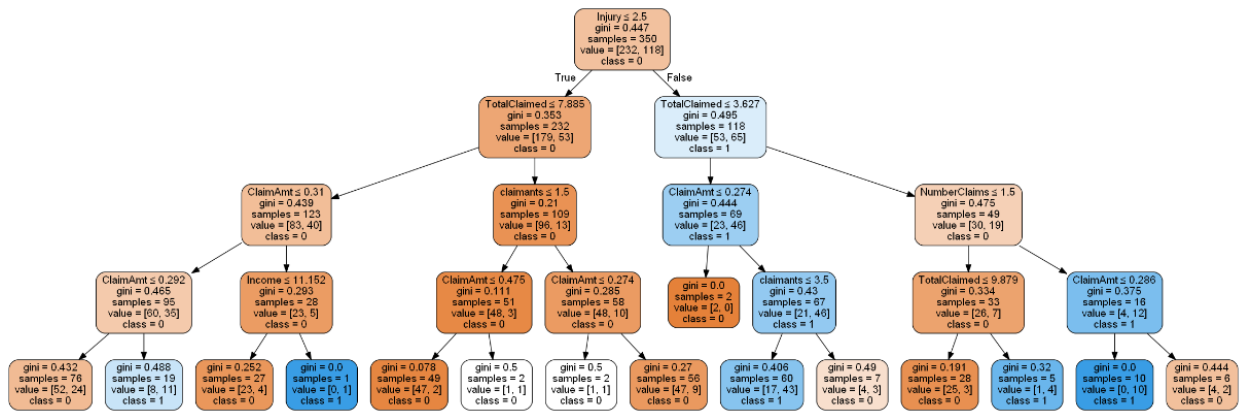 Injury ≤ 2.5
gini = 0.447
samples = 350
value = [232, 118]
class = 0
True
False
TotalClaimed ≤ 7.885
gini = 0.353
samples = 232
value = [179, 53]
class = 0
TotalClaimed ≤ 3.627
gini = 0.495
samples = 118
value = [53, 65]
class = 1
ClaimAmt ≤ 0.31
gini = 0.439
samples = 123
value = [83, 40]
class = 0
claimants ≤ 1.5
gini = 0.21
samples = 109
value = [96, 13]
class = 0
ClaimAmt ≤ 0.274
gini = 0.444
samples = 69
value = [23, 46]
class = 1
NumberClaims ≤ 1.5
gini = 0.475
samples = 49
value = [30, 19]
class = 0
ClaimAmt ≤ 0.292
gini = 0.465
samples = 95
value = [60, 35]
class = 0
Income ≤ 11.152
gini = 0.293
samples = 28
value = [23, 5]
class = 0
ClaimAmt ≤ 0.475
gini = 0.111
samples = 51
value = [48, 3]
class = 0
ClaimAmt ≤ 0.274
gini = 0.285
samples = 58
value = [48, 10]
class = 0
gini = 0.0
samples = 2
value = [2, 0]
class = 0
claimants ≤ 3.5
gini = 0.43
samples = 67
value = [21, 46]
class = 1
TotalClaimed ≤ 9.879
gini = 0.334
samples = 33
value = [26, 7]
class = 0
ClaimAmt ≤ 0.286
gini = 0.375
samples = 16
value = [4, 12]
class = 1
gini = 0.432
samples = 76
value = [52, 24]
class = 0
gini = 0.488
samples = 19
value = [8, 11]
class = 1
gini = 0.252
samples = 27
value = [23, 4]
class = 0
gini = 0.0
samples = 1
value = [0, 1]
class = 1
gini = 0.078
samples = 49
value = [47, 2]
class = 0
gini = 0.5
samples = 2
value = [1, 1]
class = 0
gini = 0.5
samples = 2
value = [1, 1]
class = 0
gini = 0.27
samples = 56
value = [47, 9]
class = 0
gini = 0.406
samples = 60
value = [17, 43]
class = 1
gini = 0.49
samples = 7
value = [4, 3]
class = 0
gini = 0.191
samples = 28
value = [25, 3]
class = 0
gini = 0.32
samples = 5
value = [1, 4]
class = 1
gini = 0.0
samples = 10
value = [0, 10]
class = 1
gini = 0.444
samples = 6
value = [4, 2]
class = 0